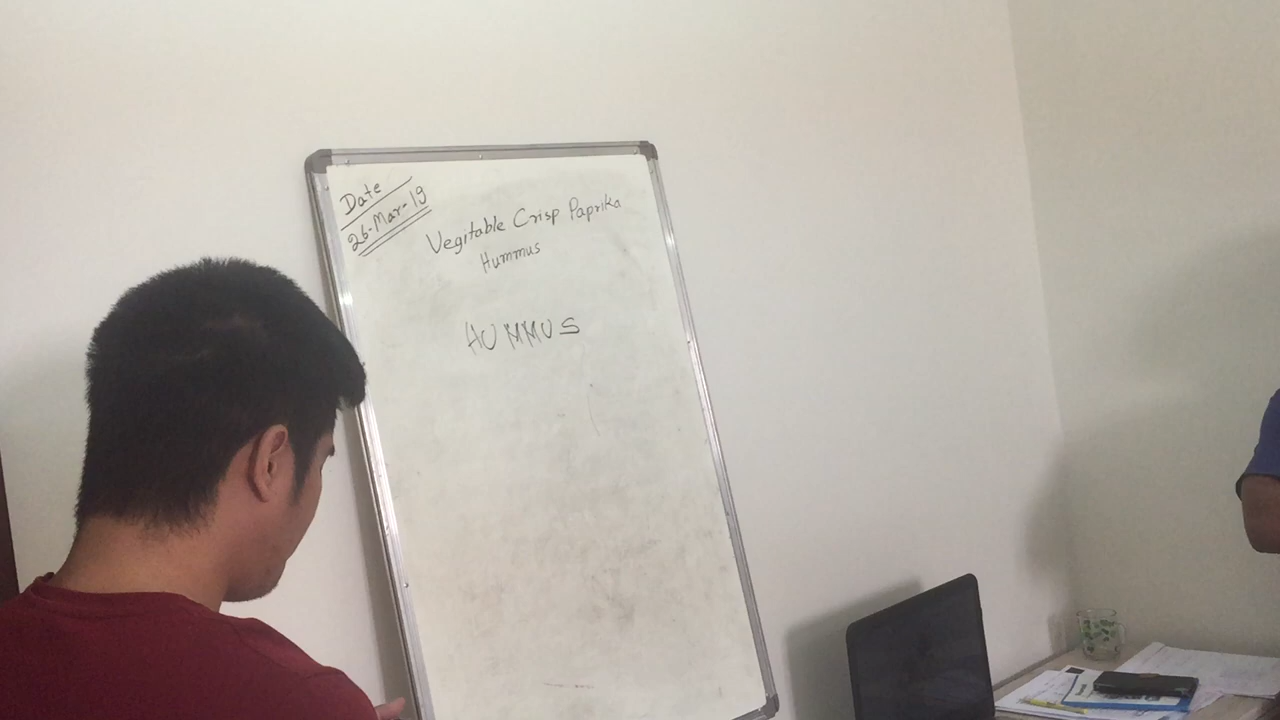 Date
26-Mar-19
Vegitable Crisp Paprika
Hummus
HUMMUS